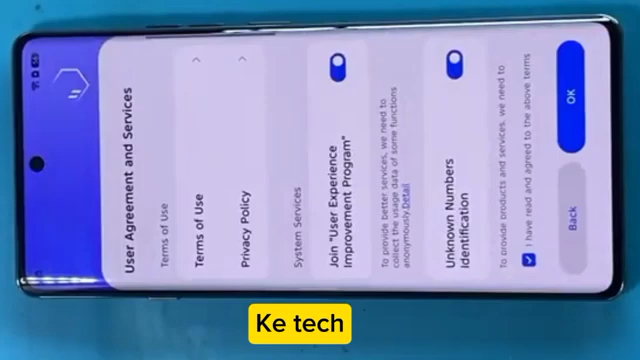 User Agreement and Services
Terms of Use
Terms of Use
Privacy Policy
System Services
Join "User Experience
Improvement Program"
To provide better services, we need to
collect the usage data of some functions
anonymously.Detail
Unknown Numbers
Identification
To provide products and services, we need to
I have read and agreed to the above terms
Back
OK
Ke tech